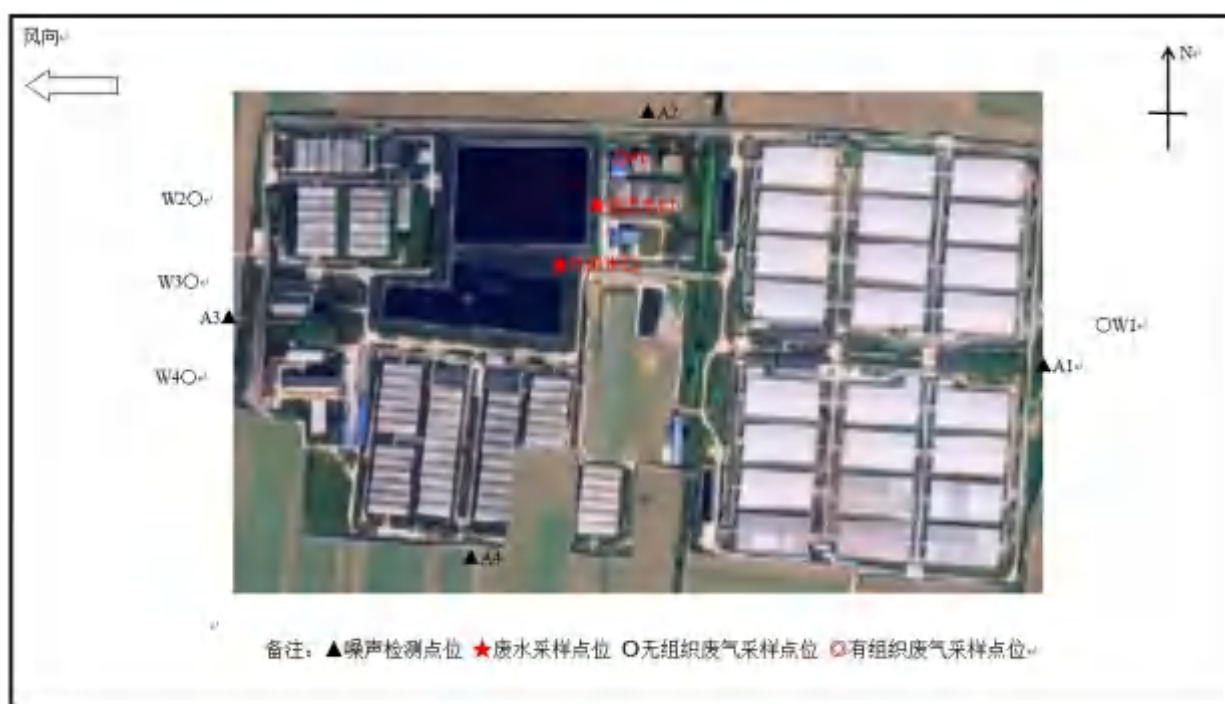 风向
N
▲A2
W2○
W3○
A3▲
○W1
▲A1
W4○
▲A4
备注：▲噪声检测点位 ★废水采样点位 ○无组织废气采样点位 ◎有组织废气采样点位